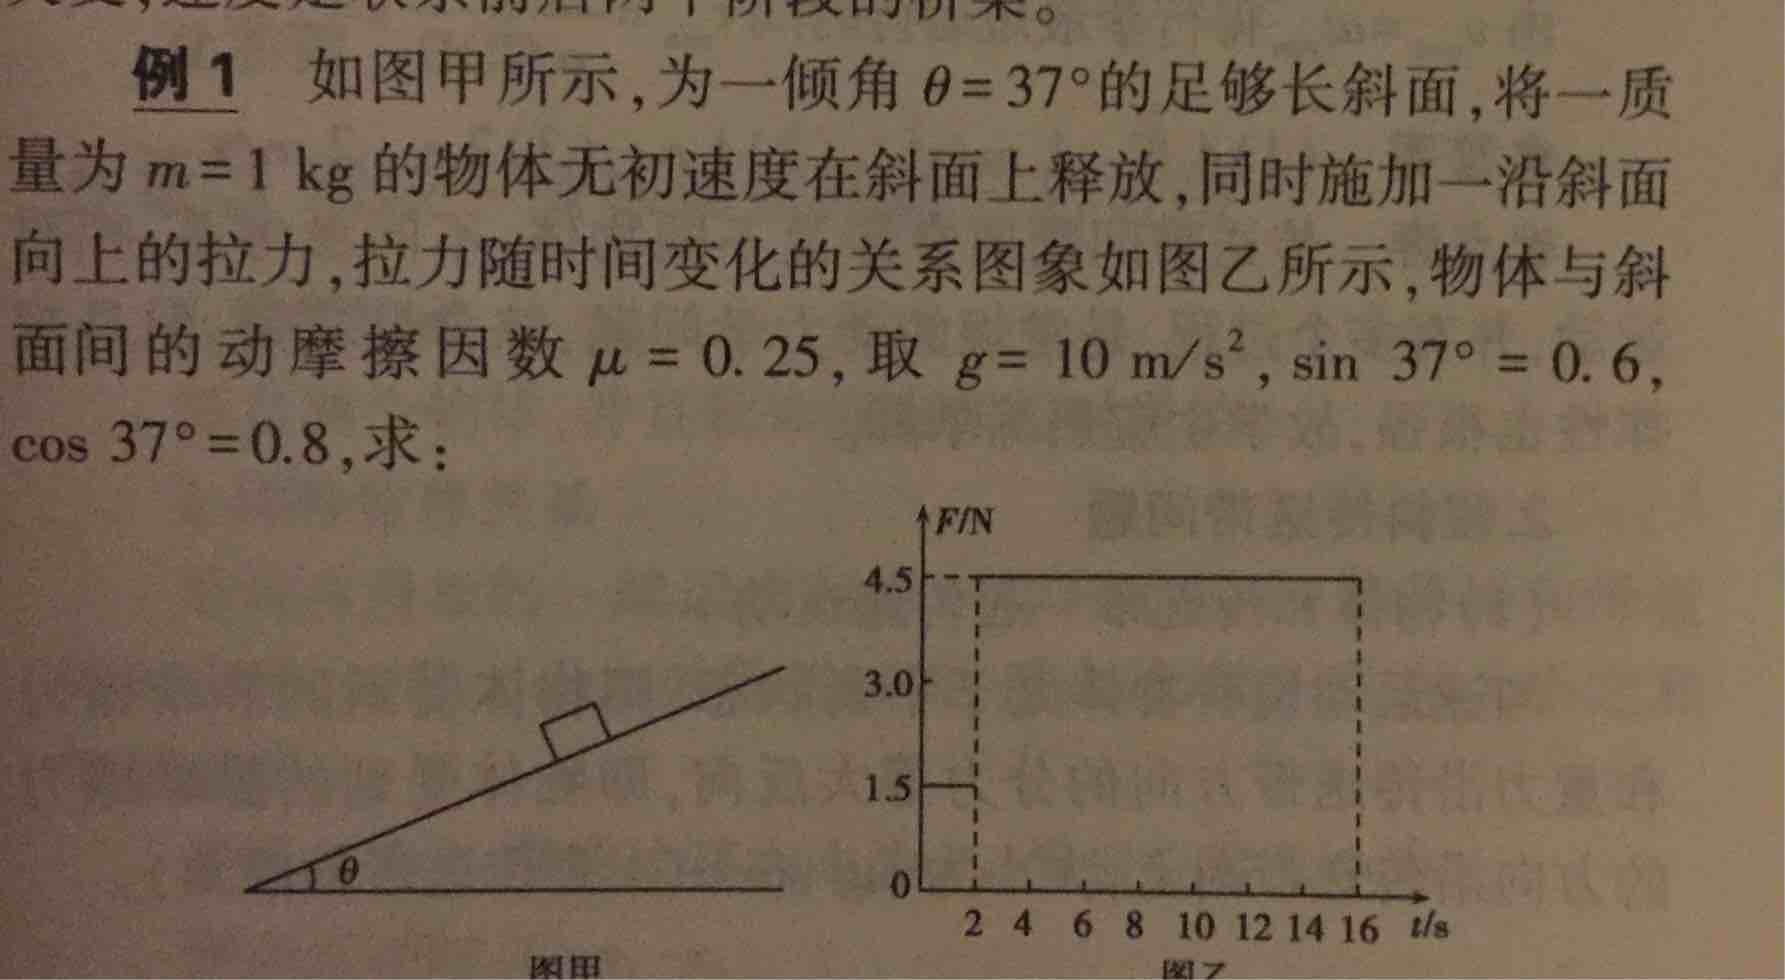 例1 如图甲所示,为一倾角 θ=37°的足够长斜面,将一质
量为 m=1 kg 的物体无初速度在斜面上释放,同时施加一沿斜面
向上的拉力,拉力随时间变化的关系图象如图乙所示,物体与斜
面间的动摩擦因数 μ = 0. 25, 取 g= 10 m/s², sin 37° = 0. 6,
cos 37°=0.8,求:
F/N
4.5
3.0
1.5
0
2 4 6 8 10 12 14 16 t/s
θ
图甲
图乙